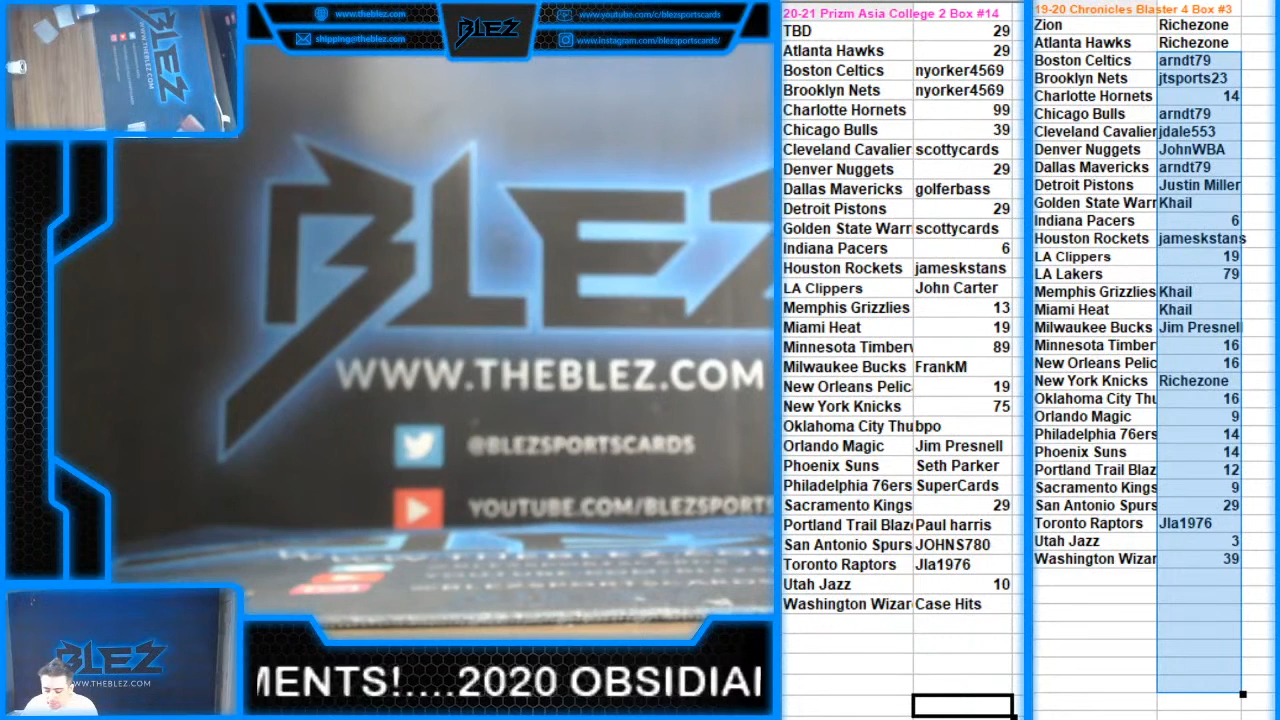 www.theblez.com
shipping@theblez.com
BLEZ
www.youtube.com/c/blezsportscards
www.instagram.com/blezsportscards/
BLEZ
WWW.THEBLEZ.COM
@BLEZSPORTSCARDS
YOUTUBE.COM/BLEZSPORTS
BLEZ
WWW.THEBLEZ.COM
BLEZ
WW.THEBLEZ.COM
MENTS!....2020 OBSIDIAI
20-21 Prizm Asia College 2 Box #14
TBD 29
Atlanta Hawks 29
Boston Celtics nyorker4569
Brooklyn Nets nyorker4569
Charlotte Hornets 99
Chicago Bulls 39
Cleveland Cavalier scottycards
Denver Nuggets 29
Dallas Mavericks golferbass
Detroit Pistons 29
Golden State Warr scottycards
Indiana Pacers 6
Houston Rockets jameskstans
LA Clippers John Carter
Memphis Grizzlies 13
Miami Heat 19
Minnesota Timberv 89
Milwaukee Bucks FrankM
New Orleans Pelic 19
New York Knicks 75
Oklahoma City Thu bpo
Orlando Magic Jim Presnell
Phoenix Suns Seth Parker
Philadelphia 76ers SuperCards
Sacramento Kings 29
Portland Trail Blaze Paul harris
San Antonio Spurs JOHNS780
Toronto Raptors Jla1976
Utah Jazz 10
Washington Wizar Case Hits
19-20 Chronicles Blaster 4 Box #3
Zion Richezone
Atlanta Hawks Richezone
Boston Celtics arndt79
Brooklyn Nets jtsports23
Charlotte Hornets 14
Chicago Bulls arndt79
Cleveland Cavalier jdale553
Denver Nuggets JohnWBA
Dallas Mavericks arndt79
Detroit Pistons Justin Miller
Golden State Warr Khail
Indiana Pacers 6
Houston Rockets jameskstans
LA Clippers 19
LA Lakers 79
Memphis Grizzlies Khail
Miami Heat Khail
Milwaukee Bucks Jim Presnell
Minnesota Timber 16
New Orleans Pelic 16
New York Knicks Richezone
Oklahoma City Thu 16
Orlando Magic 9
Philadelphia 76ers 14
Phoenix Suns 14
Portland Trail Blaz 12
Sacramento Kings 9
San Antonio Spurs 29
Toronto Raptors Jla1976
Utah Jazz 3
Washington Wizar 39